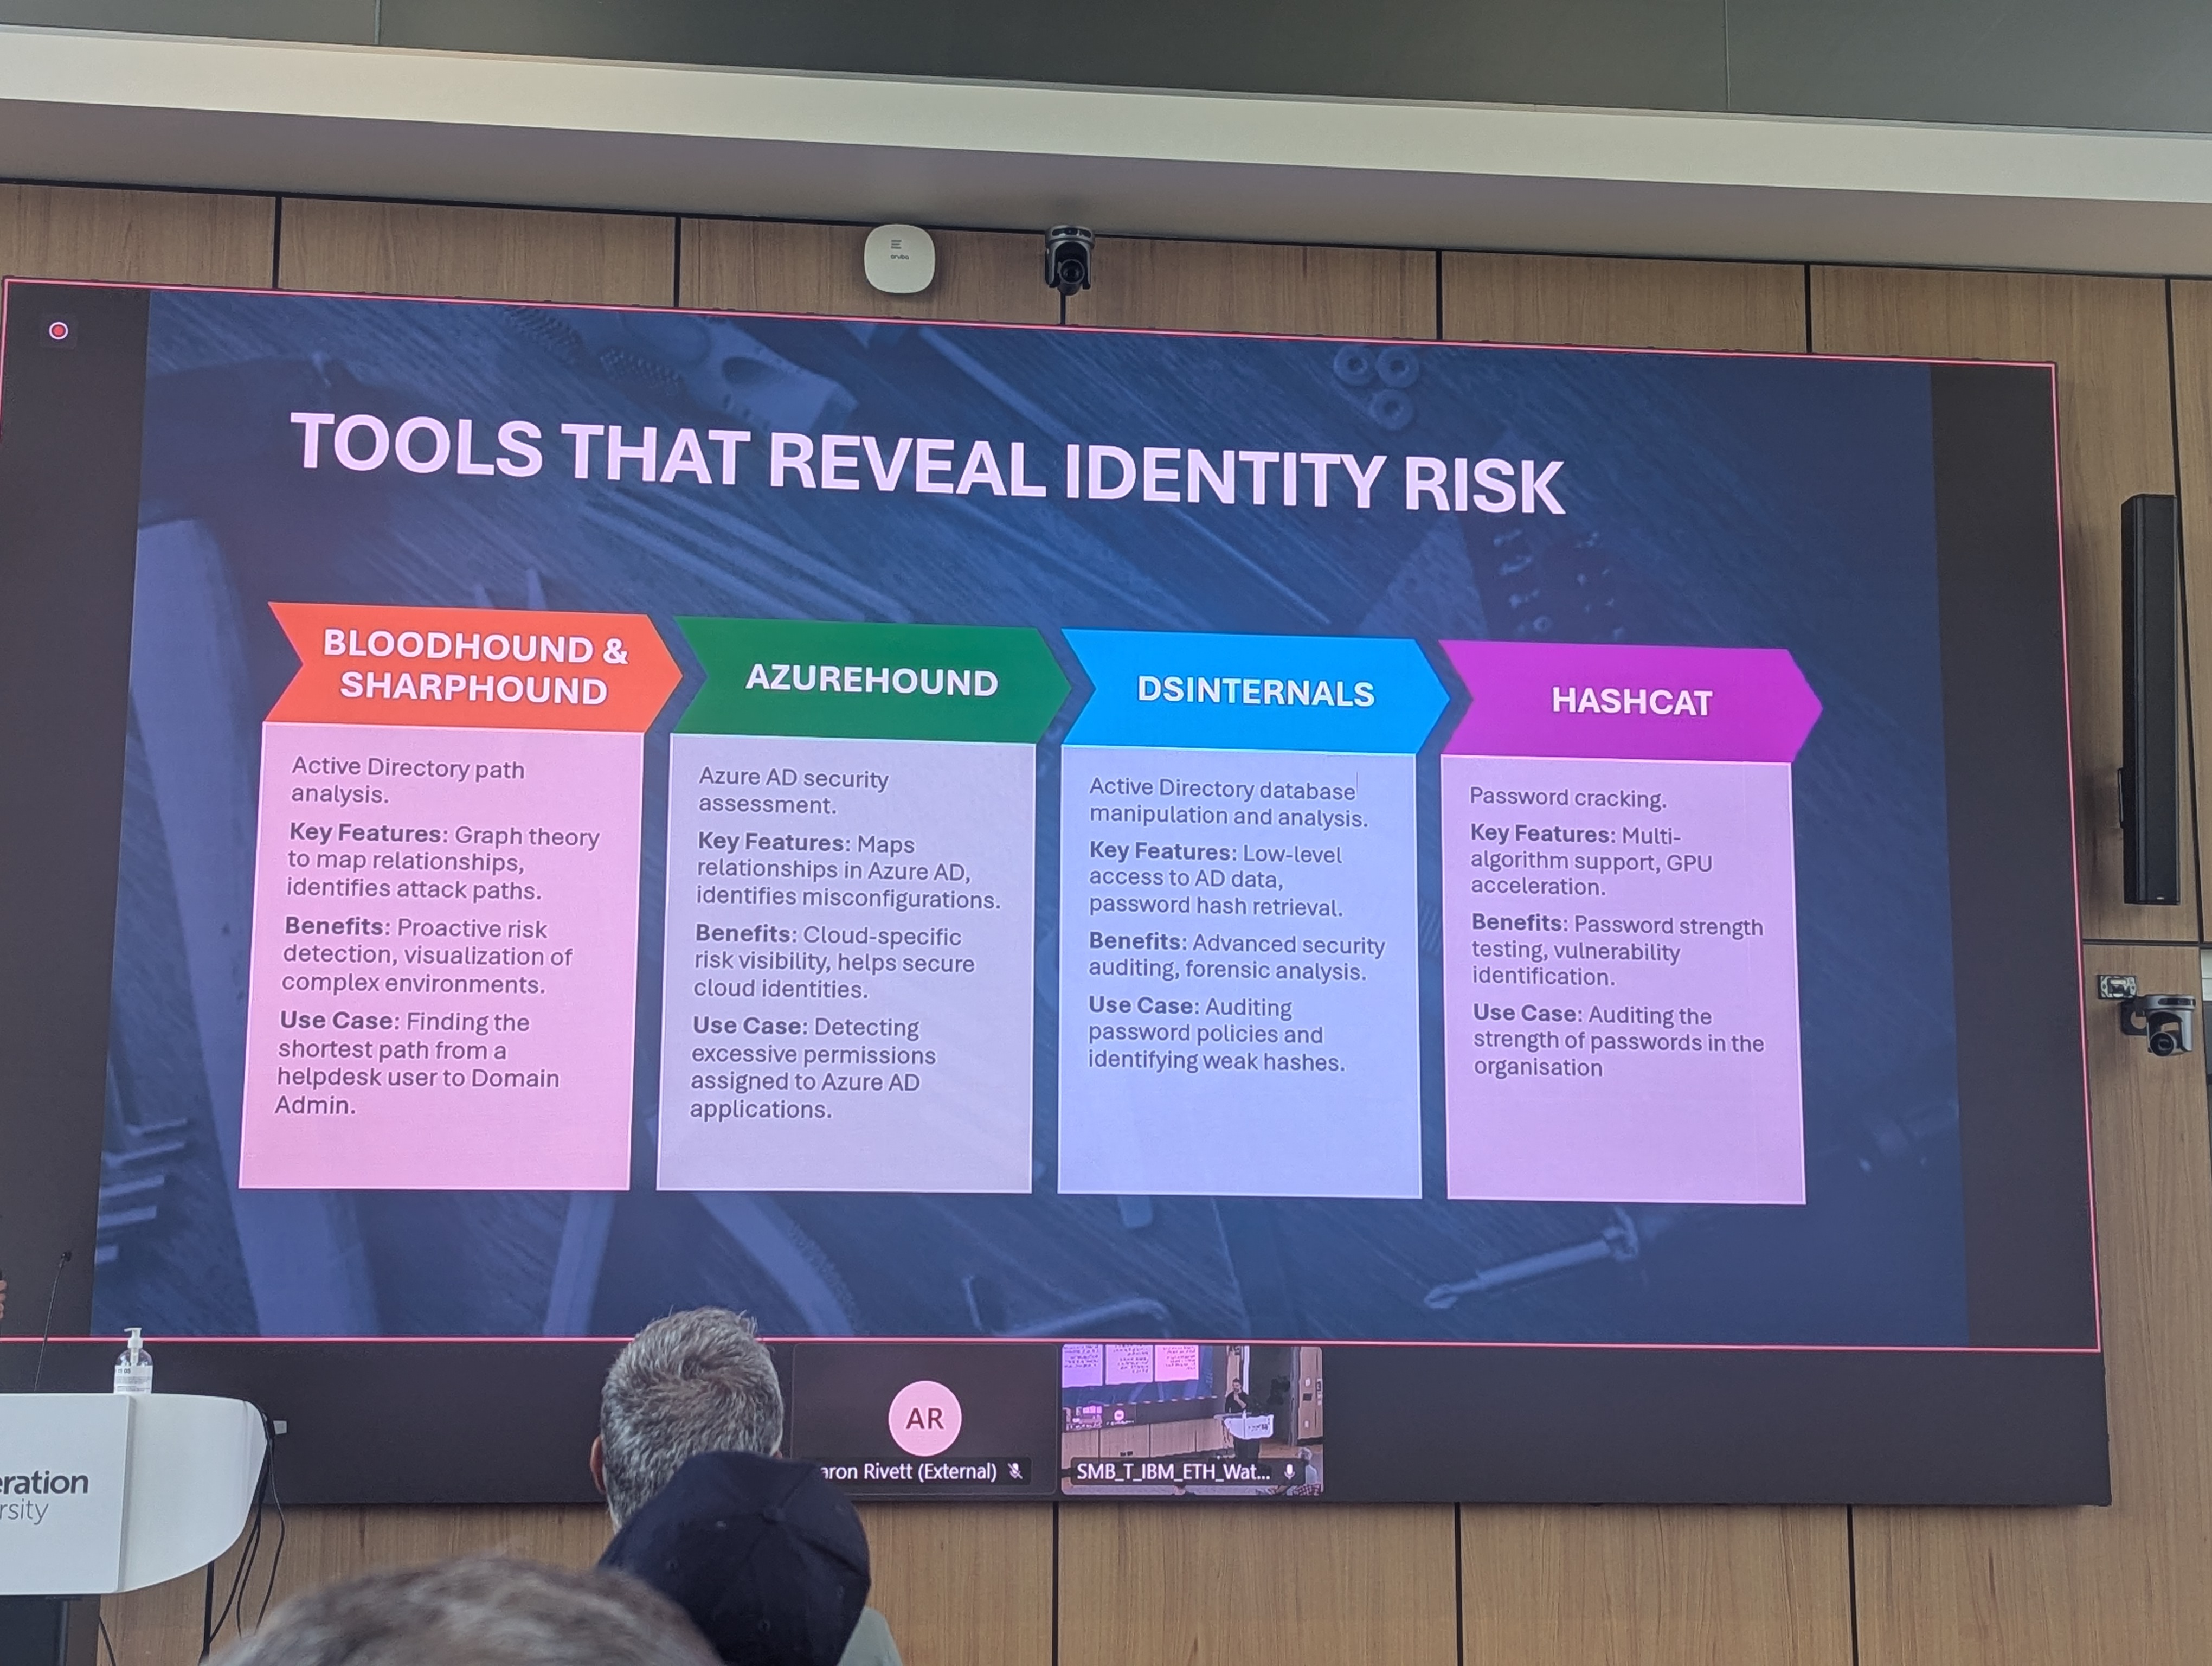 aruba
TOOLS THAT REVEAL IDENTITY RISK
BLOODHOUND &
SHARPHOUND
Active Directory path
analysis.
Key Features: Graph theory
to map relationships,
identifies attack paths.
Benefits: Proactive risk
detection, visualization of
complex environments.
Use Case: Finding the
shortest path from a
helpdesk user to Domain
Admin.
AZUREHOUND
Azure AD security
assessment.
Key Features: Maps
relationships in Azure AD,
identifies misconfigurations.
Benefits: Cloud-specific
risk visibility, helps secure
cloud identities.
Use Case: Detecting
excessive permissions
assigned to Azure AD
applications.
DSINTERNALS
Active Directory database
manipulation and analysis.
Key Features: Low-level
access to AD data,
password hash retrieval.
Benefits: Advanced security
auditing, forensic analysis.
Use Case: Auditing
password policies and
identifying weak hashes.
HASHCAT
Password cracking.
Key Features: Multi-
algorithm support, GPU
acceleration.
Benefits: Password strength
testing, vulnerability
identification.
Use Case: Auditing the
strength of passwords in the
organisation
AR
aron Rivett (External)
SMB_T_IBM_ETH_Wat...
eration
rsity